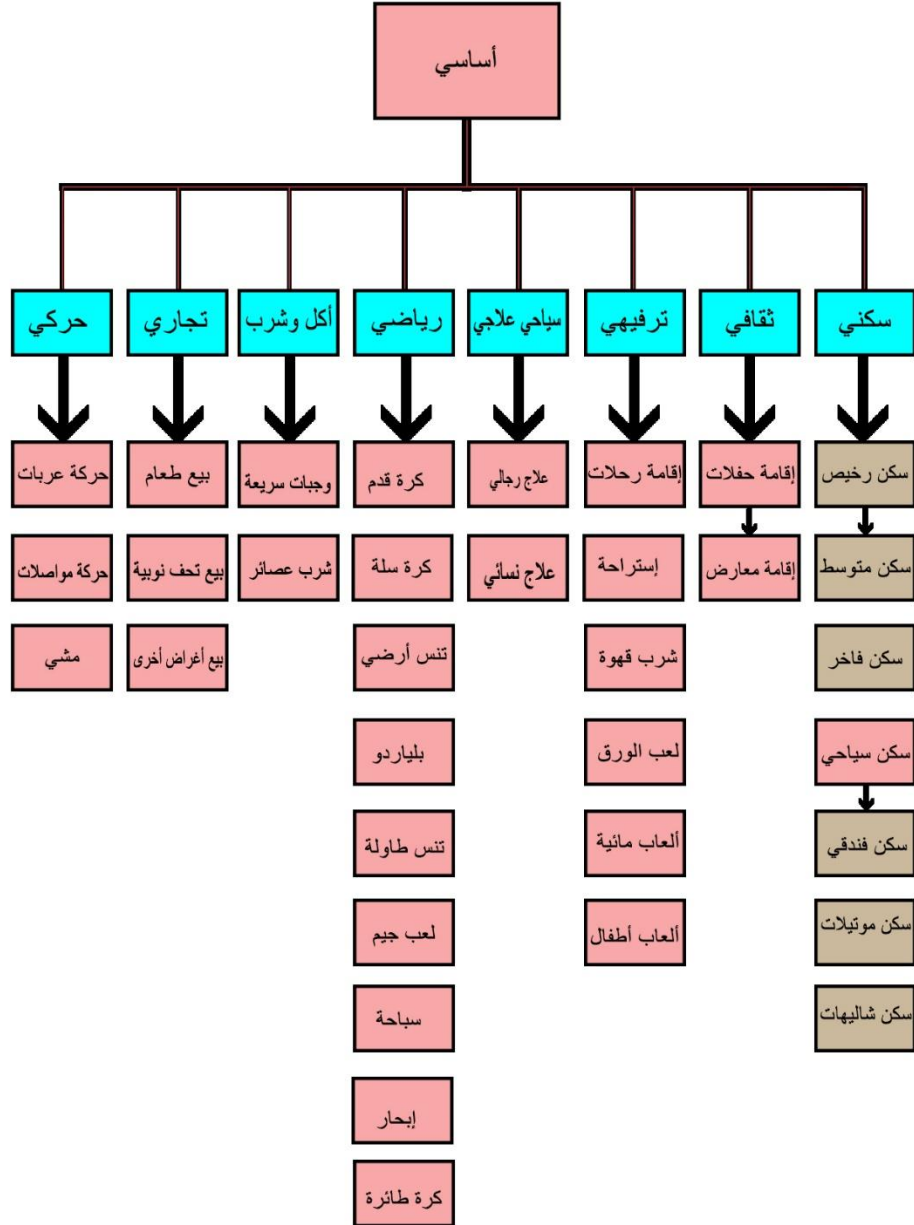 أساسي
سكني
ثقافي
ترفيهي
سياحي علاجي
رياضي
أكل وشرب
تجاري
حركي
سكن رخيص
إقامة حفلات
إقامة رحلات
علاج رجالي
كرة قدم
وجبات سريعة
بيع طعام
حركة عربات
سكن متوسط
إقامة معارض
إستراحة
علاج نسائي
كرة سلة
شرب عصائر
بيع تحف نوبية
حركة مواصلات
سكن فاخر
شرب قهوة
تنس أرضي
بيع أغراض أخرى
مشي
سكن سياحي
لعب الورق
بلياردو
سكن فندقي
ألعاب مائية
تنس طاولة
سكن موتيلات
ألعاب أطفال
لعب جيم
سكن شاليهات
سباحة
إبحار
كرة طائرة